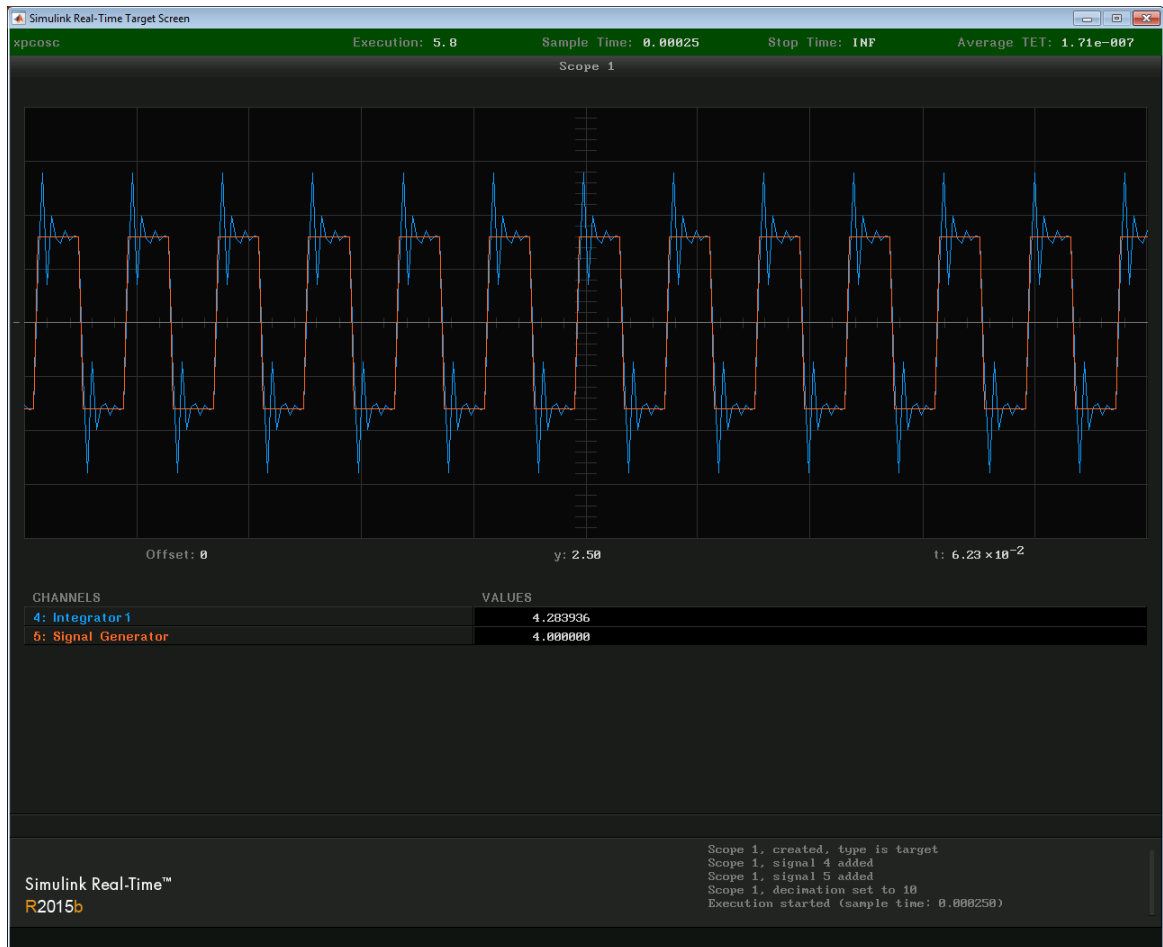 Simulink Real-Time Target Screen
xpcosc Execution: 5.8 Sample Time: 0.00025 Stop Time: INF Average TET: 1.71e-007
Scope 1
Offset: 0 y: 2.50 t: 6.23 × 10⁻²
CHANNELS VALUES
4: Integrator1 4.283936
5: Signal Generator 4.000000
Scope 1, created, type is target
Scope 1, signal 4 added
Scope 1, signal 5 added
Scope 1, decimation set to 10
Execution started (sample time: 0.000250)
Simulink Real-Time™
R2015b